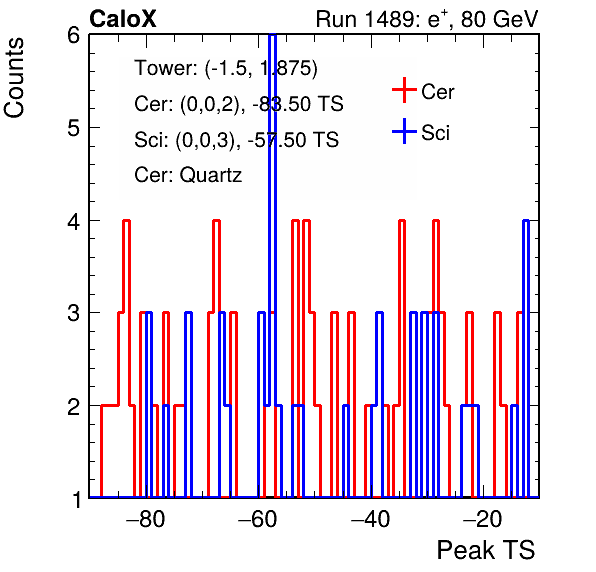 CaloX Run 1489: e+, 80 GeV
Counts
6
Tower: (-1.5, 1.875)
Cer: (0,0,2), -83.50 TS
Sci: (0,0,3), -57.50 TS
Cer: Quartz
Cer
Sci
5
4
3
2
1
−80 −60 −40 −20
Peak TS